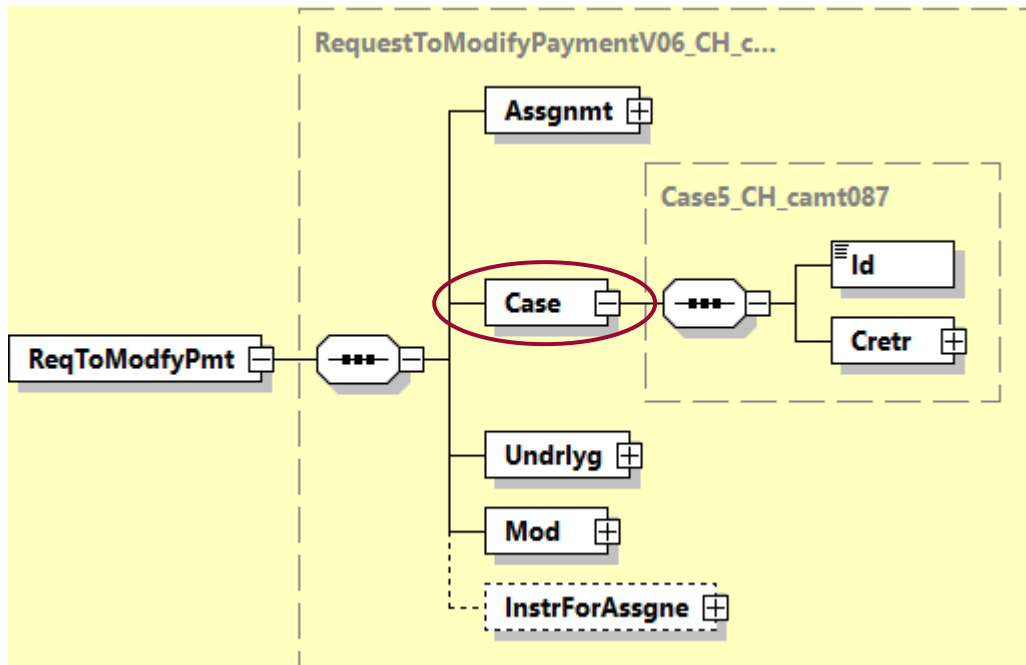 RequestToModifyPaymentV06_CH_c...
Assgnmt
Case5_CH_camt087
Id
Case
Cretr
ReqToModfyPmt
Undrlyg
Mod
InstrForAssgne